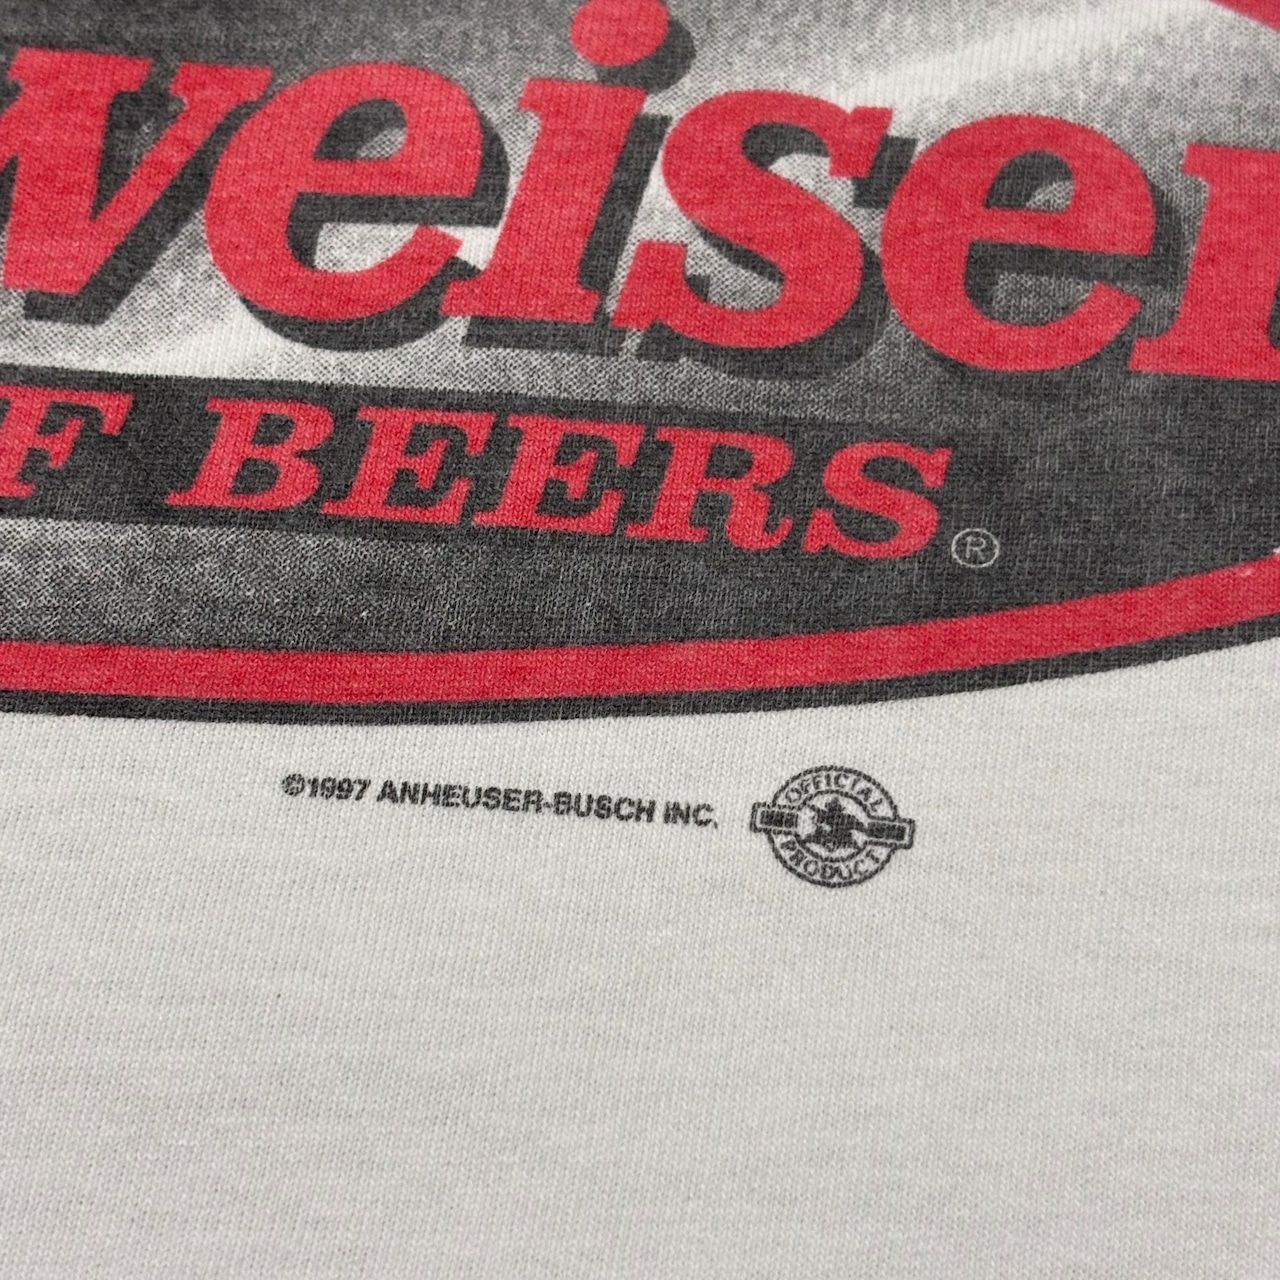 weiser
F BEERS®
©1997 ANHEUSER-BUSCH INC.
OFFICIAL
PRODUCT